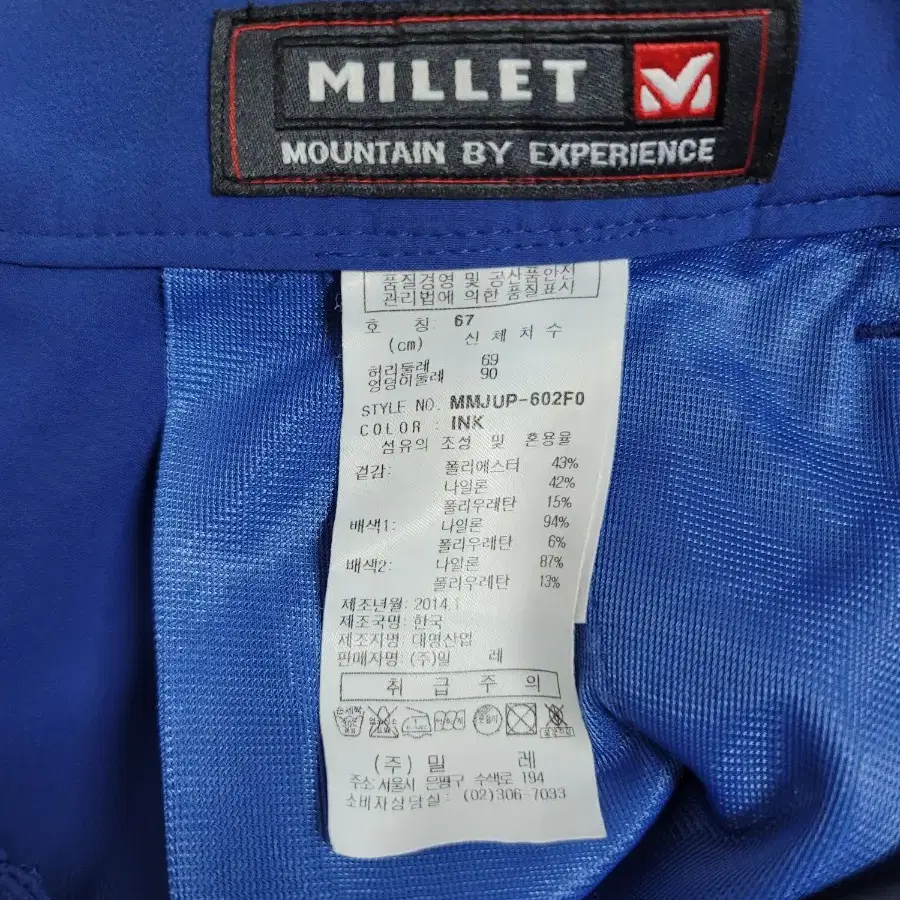 MILLET
MOUNTAIN BY EXPERIENCE
품질경영 및 공산품안전
관리법에 의한 품질표시
호 칭: 67
(cm) 신 체 치 수
허리둘레 69
엉덩이둘레 90
STYLE NO. MMJUP-602F0
COLOR : INK
섬유의 조성 및 혼용율
겉감: 폴리에스터 43%
나일론 42%
폴리우레탄 15%
배색1: 나일론 94%
폴리우레탄 6%
배색2: 나일론 87%
폴리우레탄 13%
제조년월: 2014.1
제조국명: 한국
제조자명: 대명산업
판매자명: (주)밀 레
취 급 주 의
(주) 밀 레
주소: 서울시 은평구 수색로 194
소비자상담실: (02)306-7033